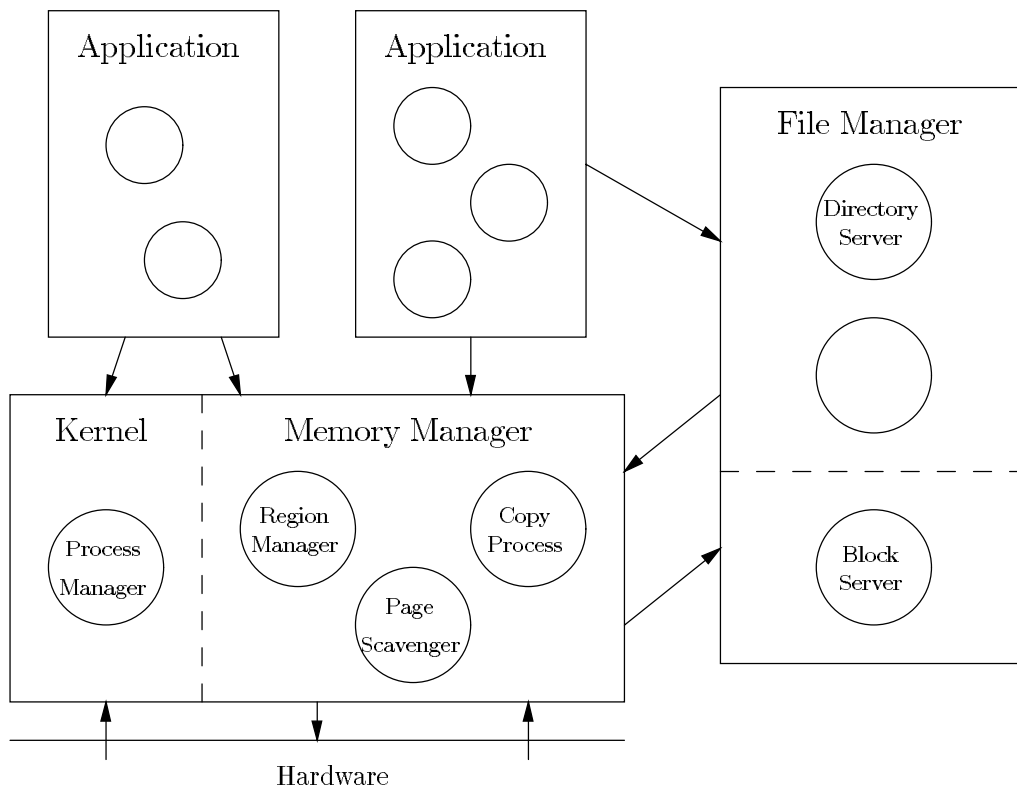 Application
Application
File Manager
Directory
Server
Kernel
Memory Manager
Process
Manager
Region
Manager
Copy
Process
Page
Scavenger
Block
Server
Hardware